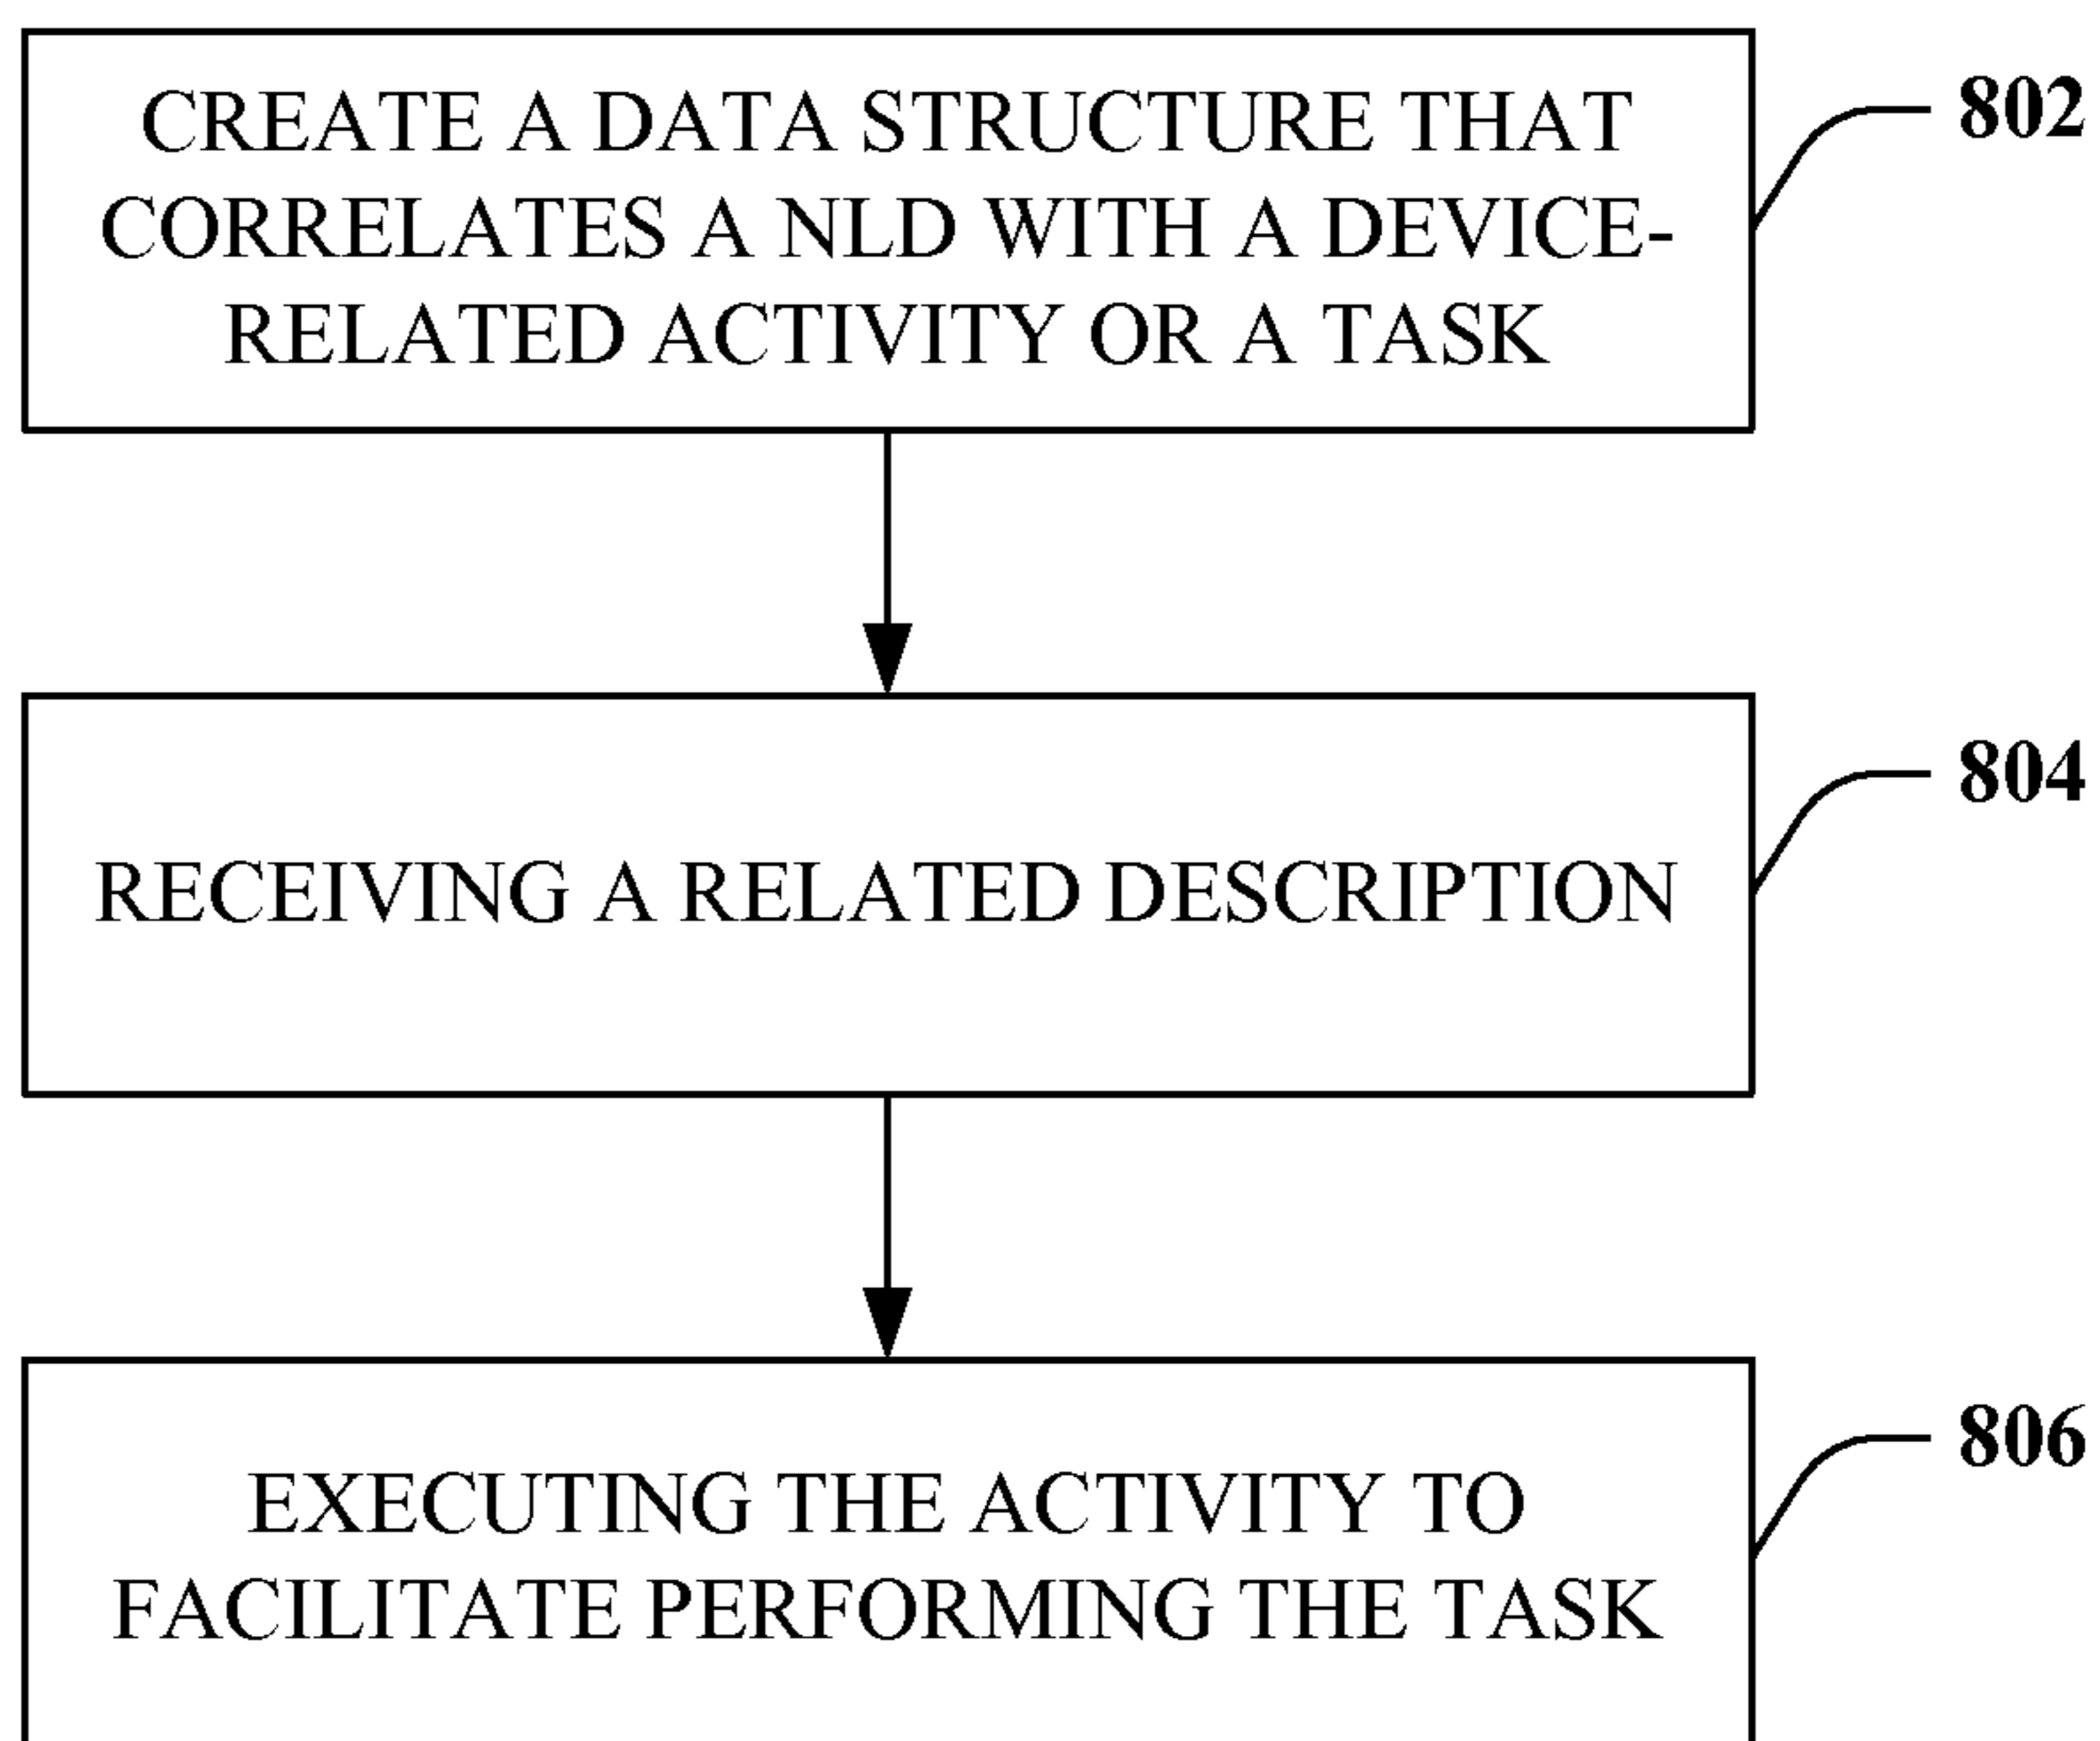 CREATE A DATA STRUCTURE THAT
802
CORRELATES A NLD WITH A DEVICE-
RELATED ACTIVITY OR A TASK
804
RECEIVING A RELATED DESCRIPTION
806
EXECUTING THE ACTIVITY TO
FACILITATE PERFORMING THE TASK